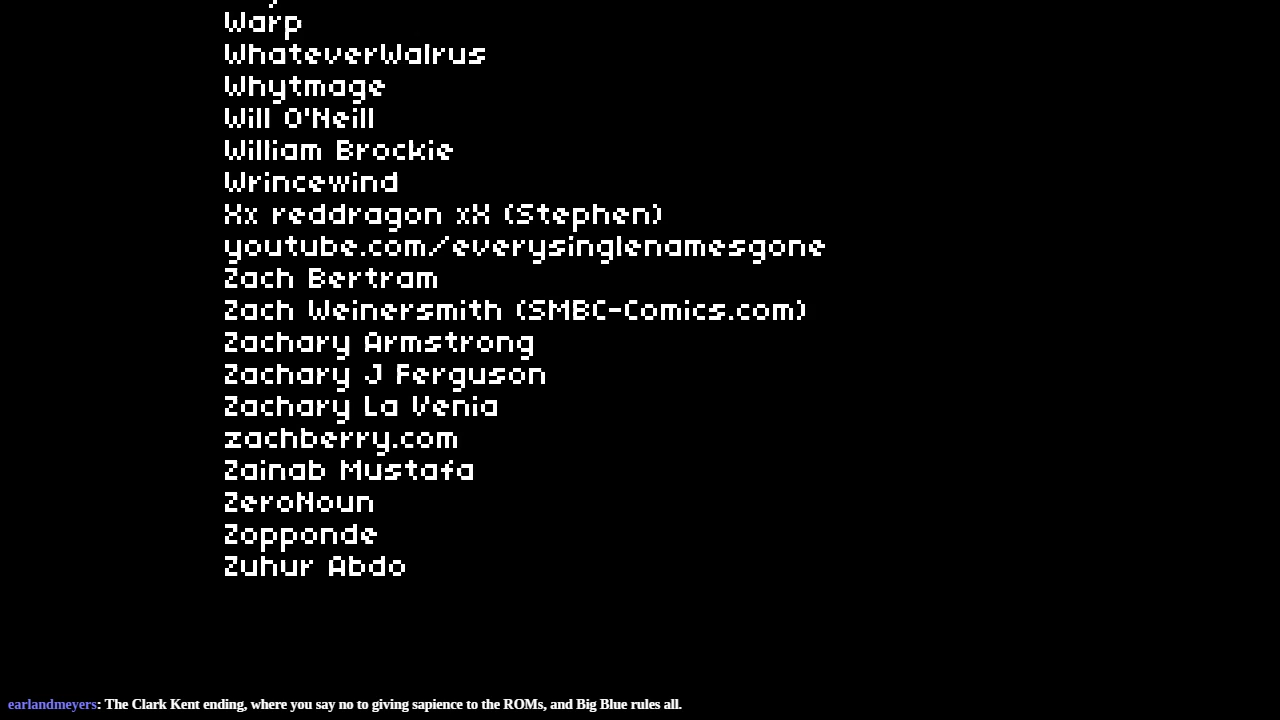 Warp
WhateverWalrus
Whytmage
Will O'Neill
William Brockie
Wrincewind
Xx reddragon xX (Stephen)
youtube.com/everysinglenamesgone
Zach Bertram
Zach Weinersmith (SMBC-Comics.com)
Zachary Armstrong
Zachary J Ferguson
Zachary La Venia
zachberry.com
Zainab Mustafa
ZeroNoun
Zopponde
Zuhur Abdo
earlandmeyers: The Clark Kent ending, where you say no to giving sapience to the ROMs, and Big Blue rules all.